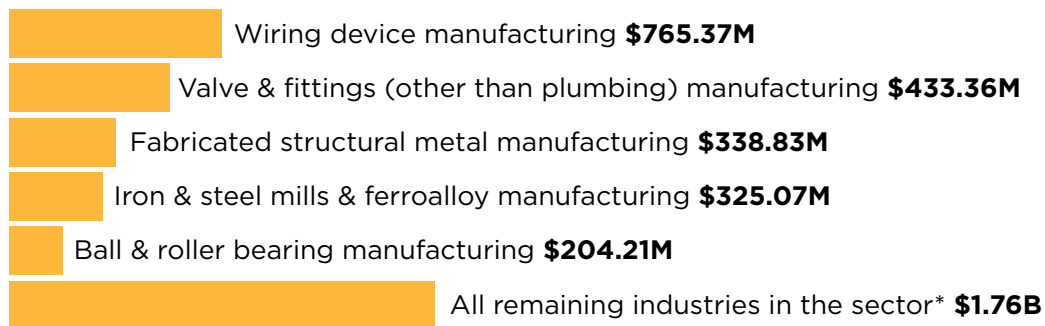 Wiring device manufacturing $765.37M
Valve & fittings (other than plumbing) manufacturing $433.36M
Fabricated structural metal manufacturing $338.83M
Iron & steel mills & ferroalloy manufacturing $325.07M
Ball & roller bearing manufacturing $204.21M
All remaining industries in the sector* $1.76B